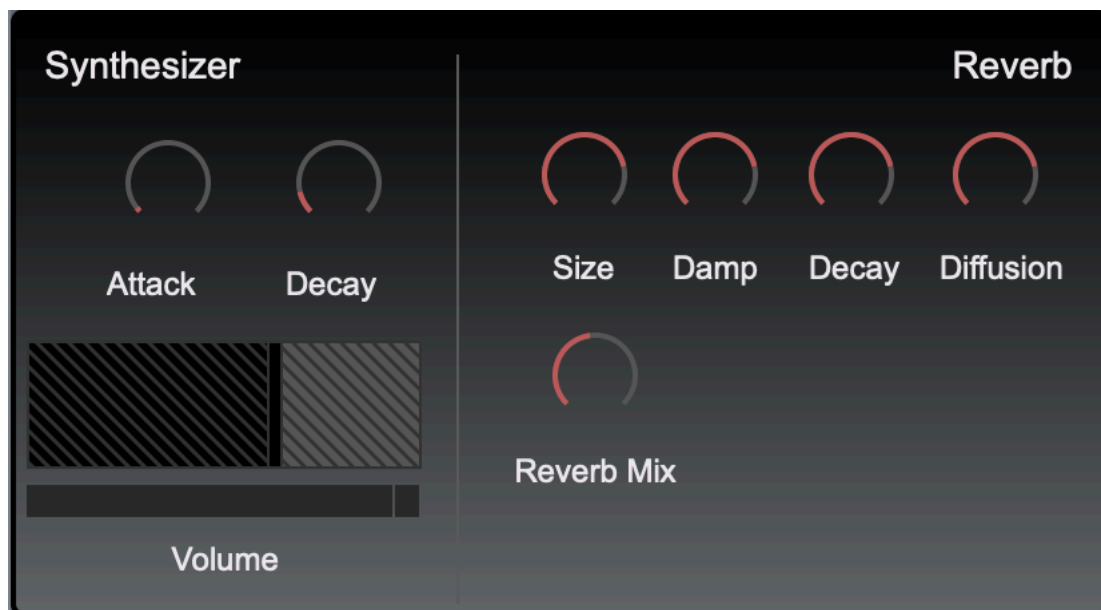 Synthesizer
Attack
Decay
Volume
Reverb
Size
Damp
Decay
Diffusion
Reverb Mix